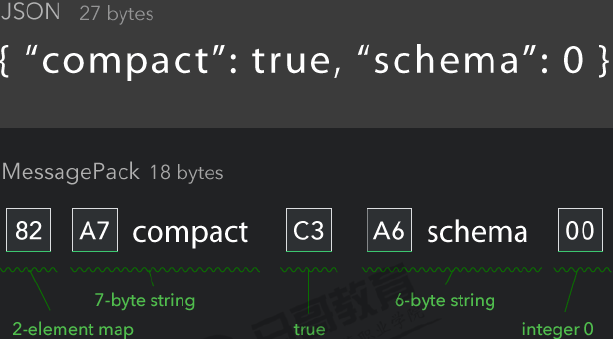 JSON 27 bytes
{ “compact”: true, “schema”: 0 }
MessagePack 18 bytes
82 A7 compact C3 A6 schema 00
7-byte string 6-byte string
2-element map true integer 0